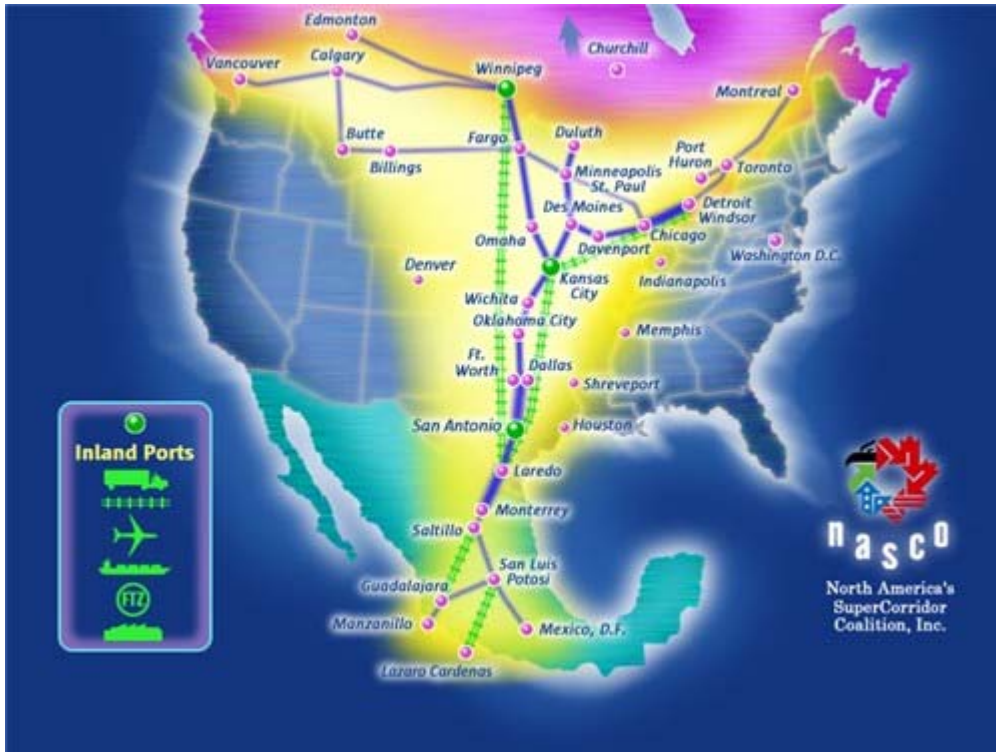 Edmonton
Churchill
Calgary
Vancouver
Winnipeg
Montreal
Butte
Fargo
Duluth
Port
Huron
Toronto
Billings
Minneapolis
St. Paul
Detroit
Windsor
Des Moines
Omaha
Davenport
Chicago
Washington D.C.
Denver
Kansas
City
Indianapolis
Wichita
Oklahoma City
Memphis
Ft.
Worth
Dallas
Shreveport
San Antonio
Houston
Inland Ports
Laredo
Monterrey
Saltillo
San Luis
Potosi
Guadalajara
Manzanillo
Mexico, D.F.
Lazaro Cardenas
FTZ
nasco
North America's
SuperCorridor
Coalition, Inc.